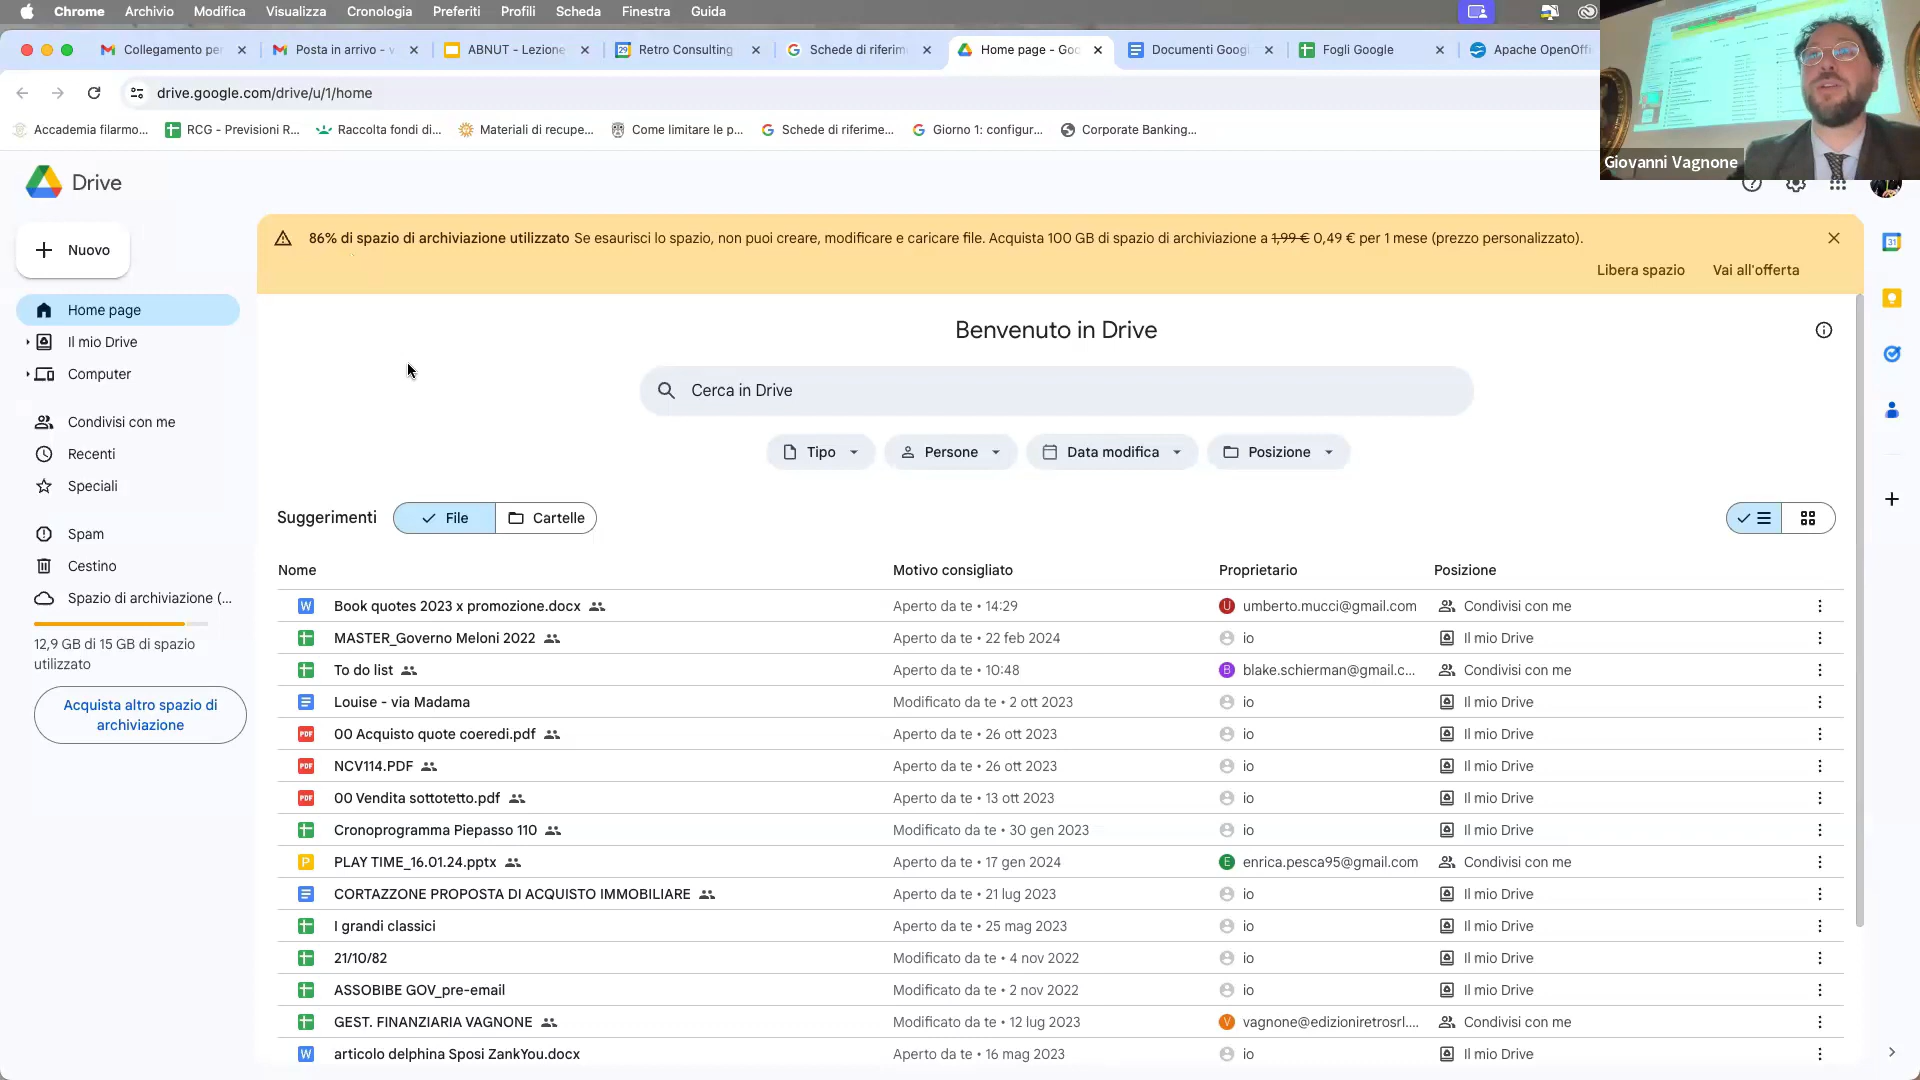 Chrome Archivio Modifica Visualizza Cronologia Preferiti Profili Scheda Finestra Guida
Collegamento per Posta in arrivo - v ABNUT - Lezione Retro Consulting Schede di riferim Home page - Goo Documenti Googl Fogli Google Apache OpenOffi
drive.google.com/drive/u/1/home
Accademia filarmo... RCG - Previsioni R... Raccolta fondi di... Materiali di recupe... Come limitare le p... Schede di riferime... Giorno 1: configur... Corporate Banking...
Giovanni Vagnone
Drive
86% di spazio di archiviazione utilizzato Se esaurisci lo spazio, non puoi creare, modificare e caricare file. Acquista 100 GB di spazio di archiviazione a 1,99 € 0,49 € per 1 mese (prezzo personalizzato).
Libera spazio Vai all'offerta
Nuovo
Home page
Il mio Drive
Computer
Condivisi con me
Recenti
Speciali
Spam
Cestino
Spazio di archiviazione (...
12,9 GB di 15 GB di spazio
utilizzato
Acquista altro spazio di
archiviazione
Benvenuto in Drive
Cerca in Drive
Tipo Persone Data modifica Posizione
Suggerimenti File Cartelle
Nome Motivo consigliato Proprietario Posizione
Book quotes 2023 x promozione.docx Aperto da te • 14:29 umberto.mucci@gmail.com Condivisi con me
MASTER_Governo Meloni 2022 Aperto da te • 22 feb 2024 io Il mio Drive
To do list Aperto da te • 10:48 blake.schierman@gmail.c... Condivisi con me
Louise - via Madama Modificato da te • 2 ott 2023 io Il mio Drive
00 Acquisto quote coeredi.pdf Aperto da te • 26 ott 2023 io Il mio Drive
NCV114.PDF Aperto da te • 26 ott 2023 io Il mio Drive
00 Vendita sottotetto.pdf Aperto da te • 13 ott 2023 io Il mio Drive
Cronoprogramma Piepasso 110 Modificato da te • 30 gen 2023 io Il mio Drive
PLAY TIME_16.01.24.pptx Aperto da te • 17 gen 2024 enrica.pesca95@gmail.com Condivisi con me
CORTAZZONE PROPOSTA DI ACQUISTO IMMOBILIARE Aperto da te • 21 lug 2023 io Il mio Drive
I grandi classici Aperto da te • 25 mag 2023 io Il mio Drive
21/10/82 Modificato da te • 4 nov 2022 io Il mio Drive
ASSOBIBE GOV_pre-email Modificato da te • 2 nov 2022 io Il mio Drive
GEST. FINANZIARIA VAGNONE Modificato da te • 12 lug 2023 vagnone@edizioniretrosrl.... Condivisi con me
articolo delphina Sposi ZankYou.docx Aperto da te • 16 mag 2023 io Il mio Drive